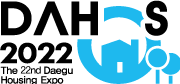 DAHOS
2022
The 22nd Daegu
Housing Expo